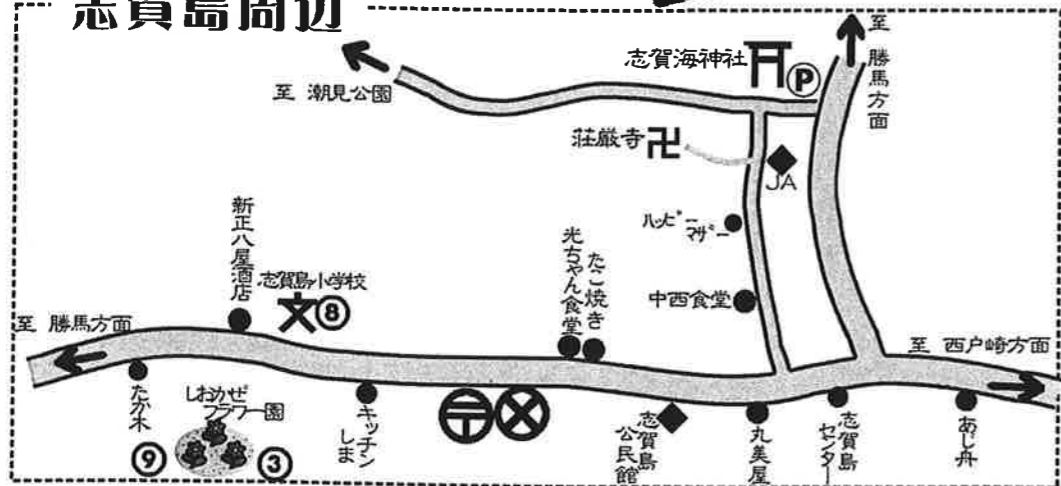 志賀島周辺
至 勝馬方面
志賀海神社
P
至 潮見公園
荘厳寺
JA
ハッピーマザー
新正八屋酒店
志賀島小学校
文
⑧
光ちゃん食堂
たこ焼き
中西食堂
至 勝馬方面
至 西戸崎方面
たか木
しおかぜ
フラワー園
⑨
③
キッチン
しま
〒
志賀島
公民館
丸美屋
志賀島
センター
あじ舟